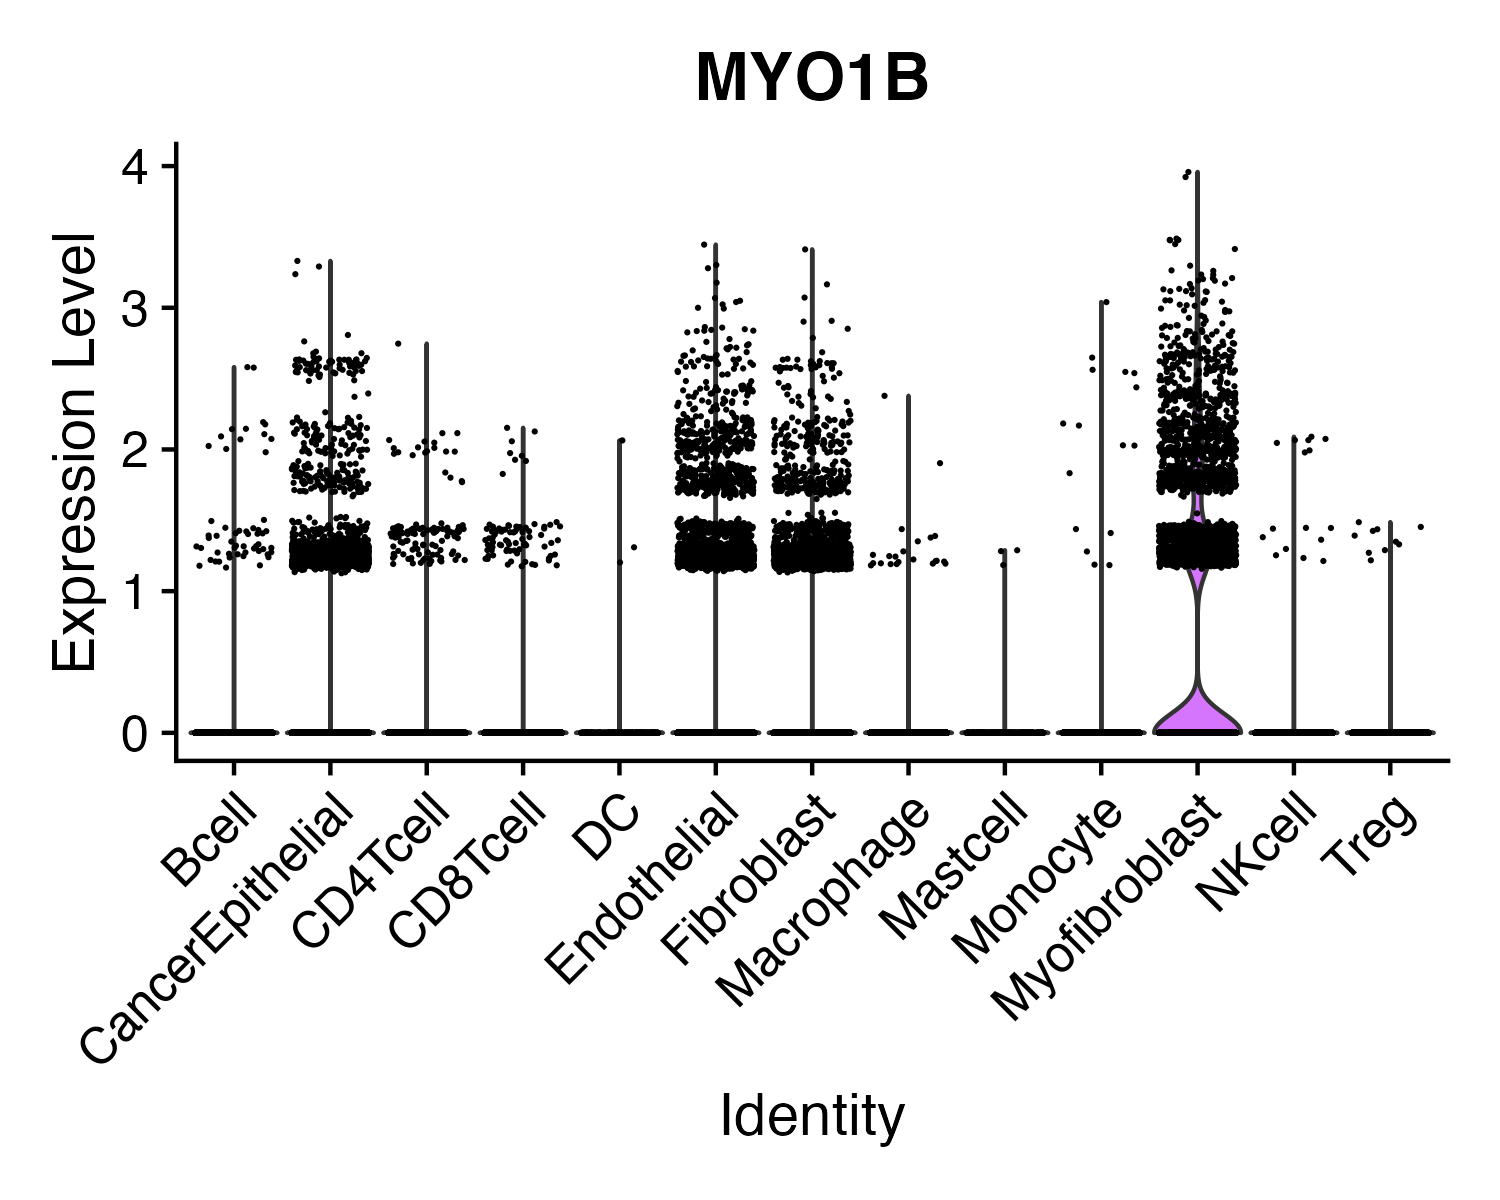 MYO1B
Expression Level
4
3
2
1
0
Bcell
CancerEpithelial
CD4Tcell
CD8Tcell
DC
Endothelial
Fibroblast
Macrophage
Mastcell
Monocyte
Myofibroblast
NKcell
Treg
Identity